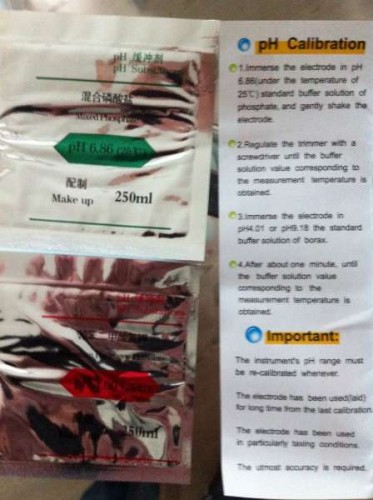 pH 缓冲剂
pH Substance
混合磷酸盐
Mixed Phosphate
pH 6.86 (25℃)
配制
Make up 250ml
250ml
pH Calibration
1.Immerse the electrode in pH
6.86(under the temperature of
25℃) standard buffer solution of
phosphate, and gently shake the
electrode.
2.Regulate the trimmer with a
screwdriver until the buffer
solution value corresponding to
the measurement temperature is
obtained.
3.Immerse the electrode in
pH4.01 or pH9.18 the standard
buffer solution of borax.
4.After about one minute, until
the buffer solution value
corresponding to the
measurement temperature is
obtained.
Important:
The instrument's pH range must
be re-calibrated whenever.
The electrode has been used(laid)
for long time from the last calibration.
The electrode has been used
in particularly taxing conditions.
The utmost accuracy is required.